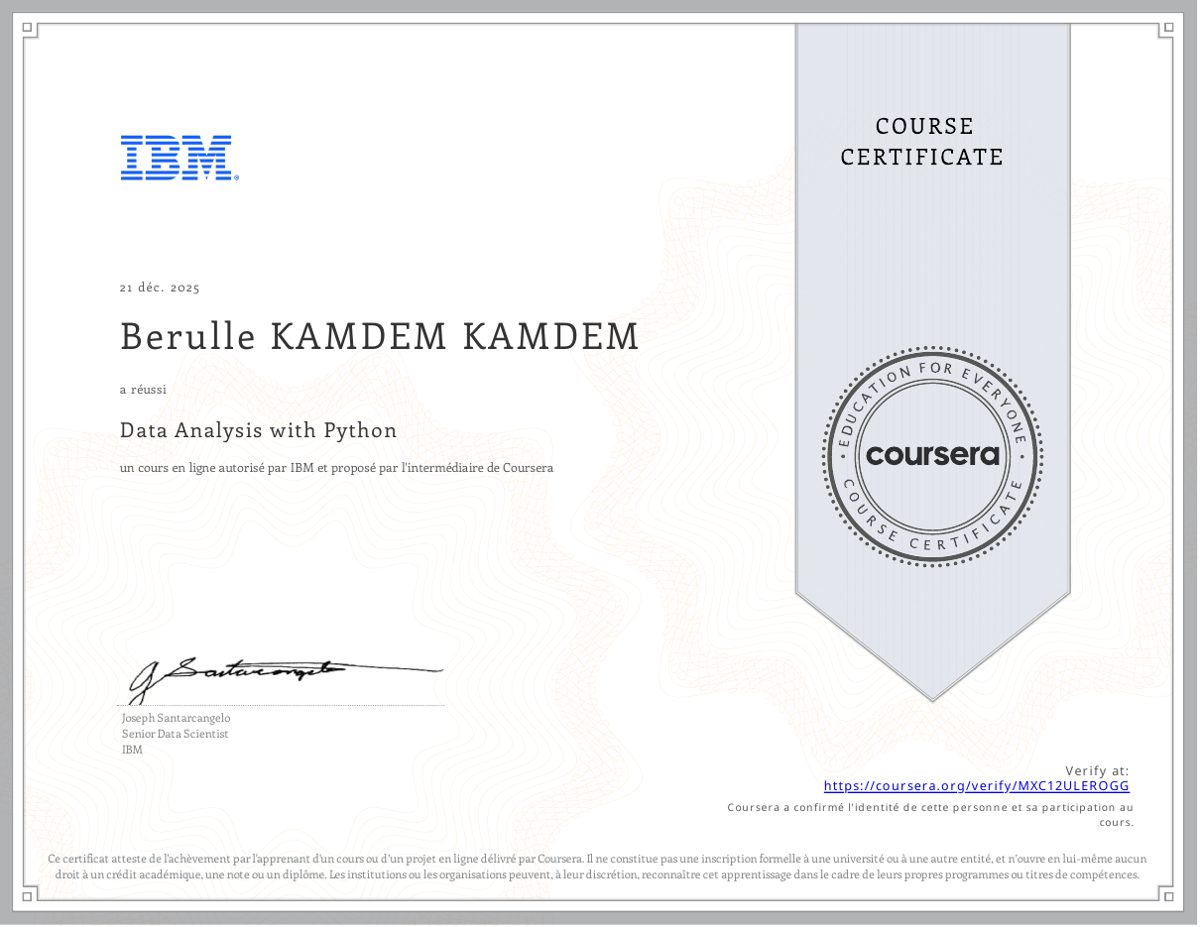 IBM
COURSE
CERTIFICATE
21 déc. 2025
Berulle KAMDEM KAMDEM
a réussi
Data Analysis with Python
un cours en ligne autorisé par IBM et proposé par l'intermédiaire de Coursera
EDUCATION FOR EVERYONE
coursera
COURSE CERTIFICATE
Joseph Santarcangelo
Senior Data Scientist
IBM
Verify at:
https://coursera.org/verify/MXC12ULEROGG
Coursera a confirmé l'identité de cette personne et sa participation au
cours.
Ce certificat atteste de l'achèvement par l'apprenant d'un cours ou d'un projet en ligne délivré par Coursera. Il ne constitue pas une inscription formelle à une université ou à une autre entité, et n'ouvre en lui-même aucun
droit à un crédit académique, une note ou un diplôme. Les institutions ou les organisations peuvent, à leur discrétion, reconnaître cet apprentissage dans le cadre de leurs propres programmes ou titres de compétences.